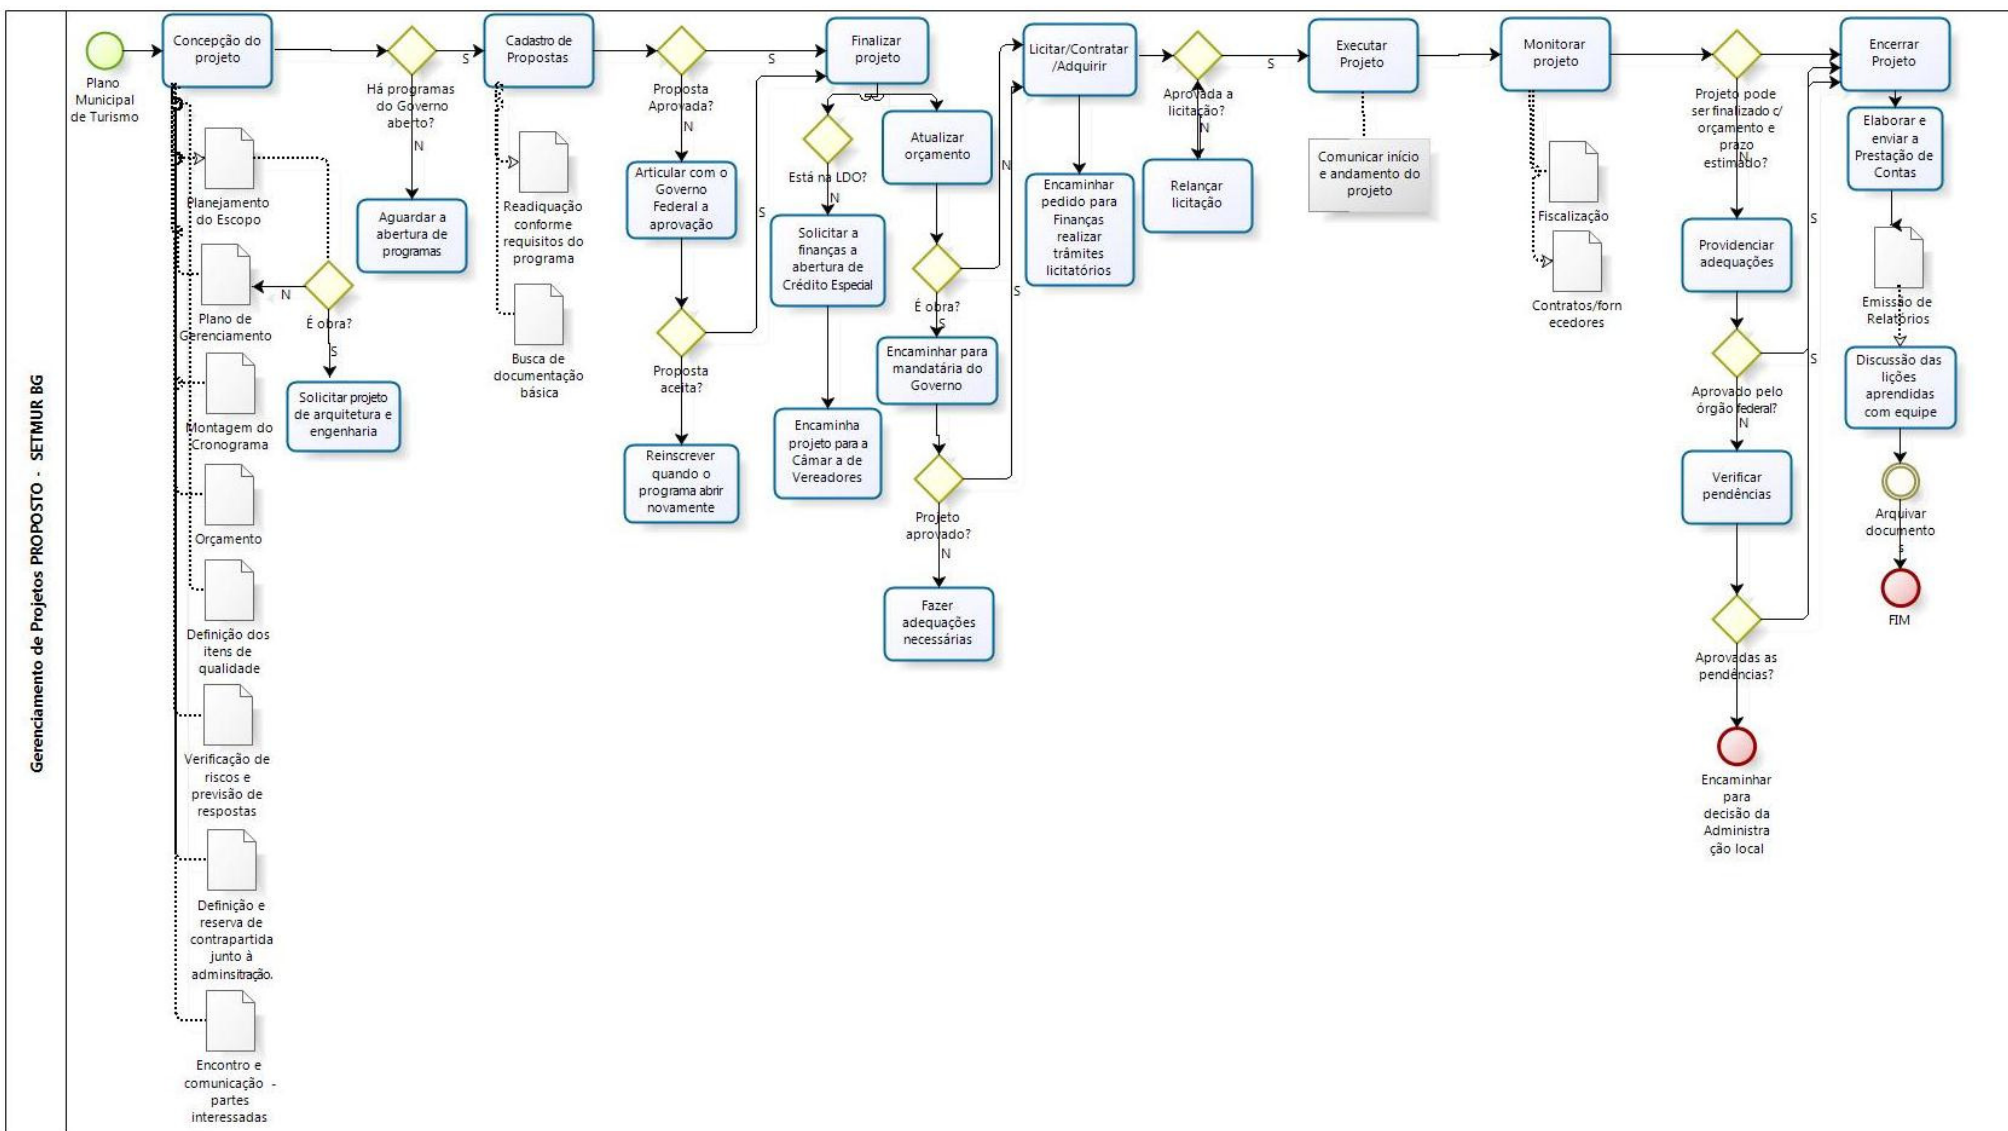 Gerenciamento de Projetos PROPOSTO - SETMUR BG
Plano
Municipal
de Turismo
Concepção do
projeto
Planejamento
do Escopo
Plano de
Gerenciamento
Montagem do
Cronograma
Orçamento
Definição dos
itens de
qualidade
Verificação de
riscos e
previsão de
respostas
Definição e
reserva de
contrapartida
junto à
adminsitração.
Encontro e
comunicação -
partes
interessadas
É obra?
N
S
Solicitar projeto
de arquitetura e
engenharia
Há programas
do Governo
aberto?
S
N
Aguardar a
abertura de
programas
Cadastro de
Propostas
Readiquação
conforme
requisitos do
programa
Busca de
documentação
básica
Proposta
Aprovada?
S
N
Articular com o
Governo
Federal a
aprovação
Proposta
aceita?
S
Reinscrever
quando o
programa abrir
novamente
Finalizar
projeto
Está na LDO?
N
Solicitar a
finanças a
abertura de
Crédito Especial
Encaminha
projeto para a
Câmar a de
Vereadores
Atualizar
orçamento
É obra?
N
S
Encaminhar para
mandatária do
Governo
Projeto
aprovado?
S
N
Fazer
adequações
necessárias
Licitar/Contratar
/Adquirir
Encaminhar
pedido para
Finanças
realizar
trâmites
licitatórios
Aprovada a
licitação?
S
N
Relançar
licitação
Executar
Projeto
Comunicar início
e andamento do
projeto
Monitorar
projeto
Fiscalização
Contratos/forn
ecedores
Projeto pode
ser finalizado c/
orçamento e
prazo
estimado?
N
S
Providenciar
adequações
Aprovado pelo
órgão federal?
S
N
Verificar
pendências
Aprovadas as
pendências?
Encaminhar
para
decisão da
Administra
ção local
Encerrar
Projeto
Elaborar e
enviar a
Prestação de
Contas
Emissão de
Relatórios
Discussão das
lições
aprendidas
com equipe
Arquivar
documento
s
FIM